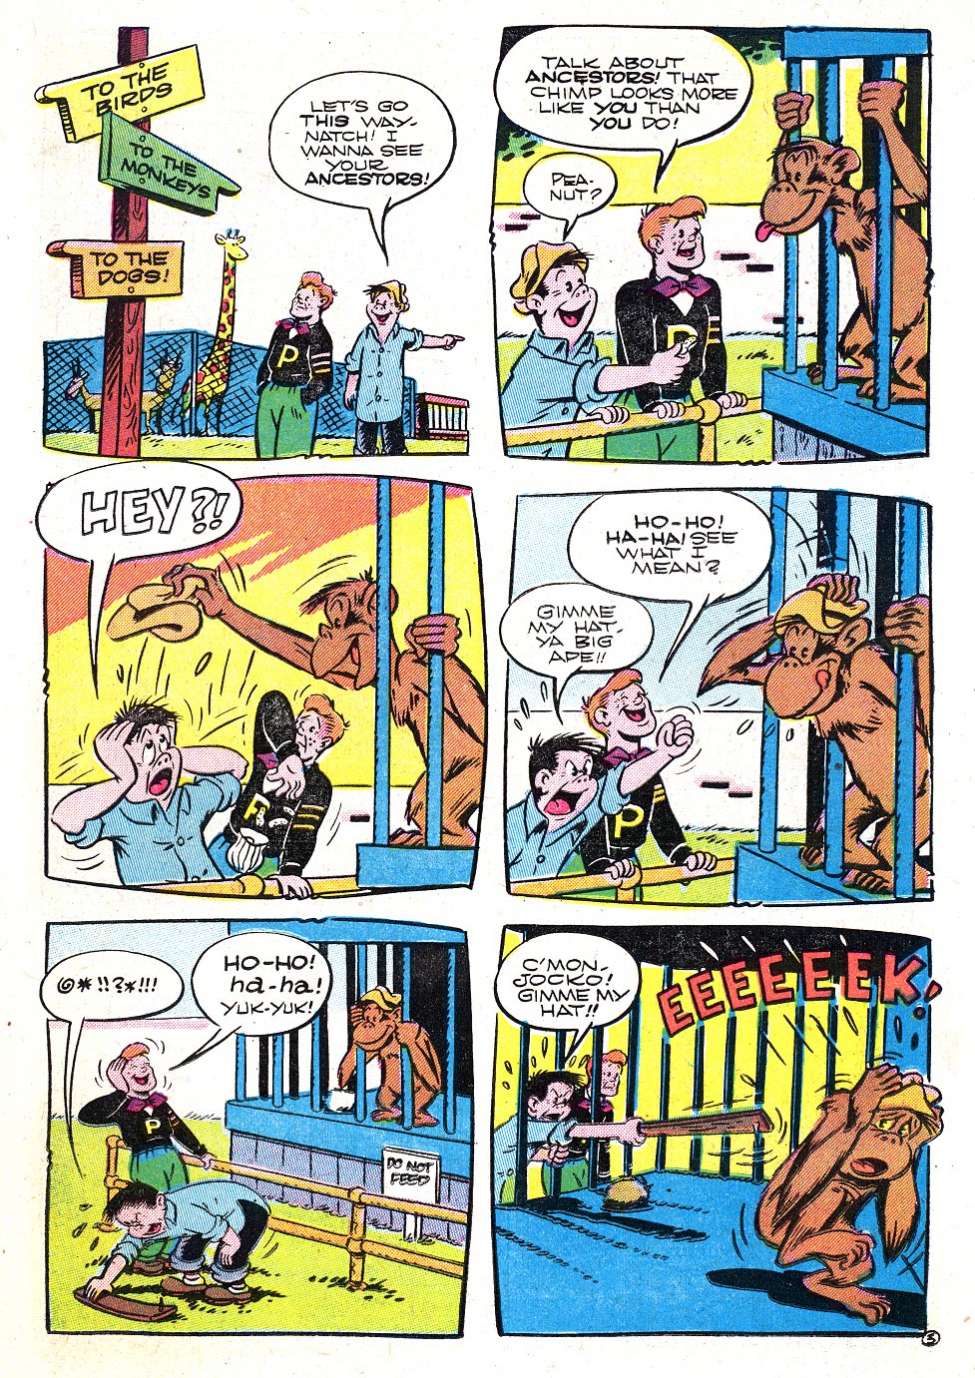 TO THE
BIRDS
TO THE
MONKEYS
TO THE
DOGS!
LET'S GO
THIS WAY-
NATCH! I
WANNA SEE
YOUR
ANCESTORS!
P
TALK ABOUT
ANCESTORS! THAT
CHIMP LOOKS MORE
LIKE YOU THAN
YOU DO!
PEA-
NUT?
P
HEY?!
P
HO-HO!
HA-HA! SEE
WHAT I
MEAN?
GIMME
MY HAT,
YA BIG
APE!!
P
@*!!?*!!!
HO-HO!
ha-ha!
YUK-YUK!
P
DO NOT
FEED
C'MON,
JOCKO!
GIMME MY
HAT!!
EEEEEEEK!
3